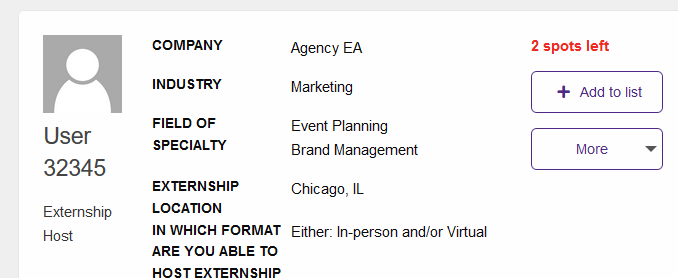 User
32345
Externship
Host
COMPANY
Agency EA
INDUSTRY
Marketing
FIELD OF
SPECIALTY
Event Planning
Brand Management
EXTERNSHIP
LOCATION
Chicago, IL
IN WHICH FORMAT
ARE YOU ABLE TO
HOST EXTERNSHIP
Either: In-person and/or Virtual
2 spots left
Add to list
More